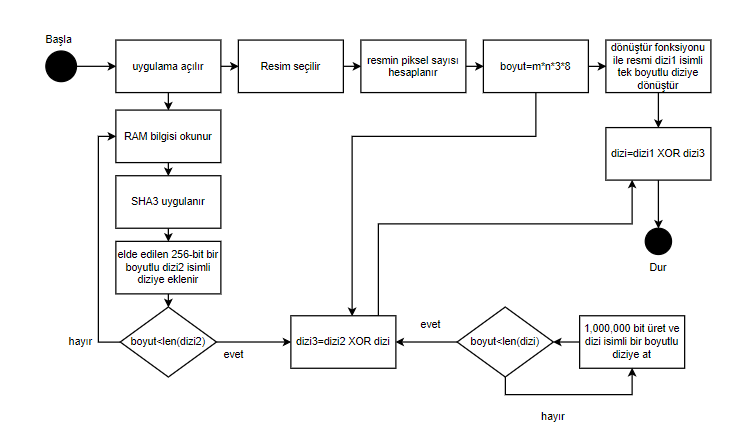 Başla
uygulama açılır
Resim seçilir
resmin piksel sayısı
hesaplanır
boyut=m*n*3*8
dönüştür fonksiyonu
ile resmi dizi1 isimli
tek boyutlu diziye
dönüştür
RAM bilgisi okunur
dizi=dizi1 XOR dizi3
SHA3 uygulanır
elde edilen 256-bit bir
boyutlu dizi2 isimli
diziye eklenir
Dur
hayır
boyut<len(dizi2)
evet
dizi3=dizi2 XOR dizi
evet
boyut<len(dizi)
1,000,000 bit üret ve
dizi isimli bir boyutlu
diziye at
hayır